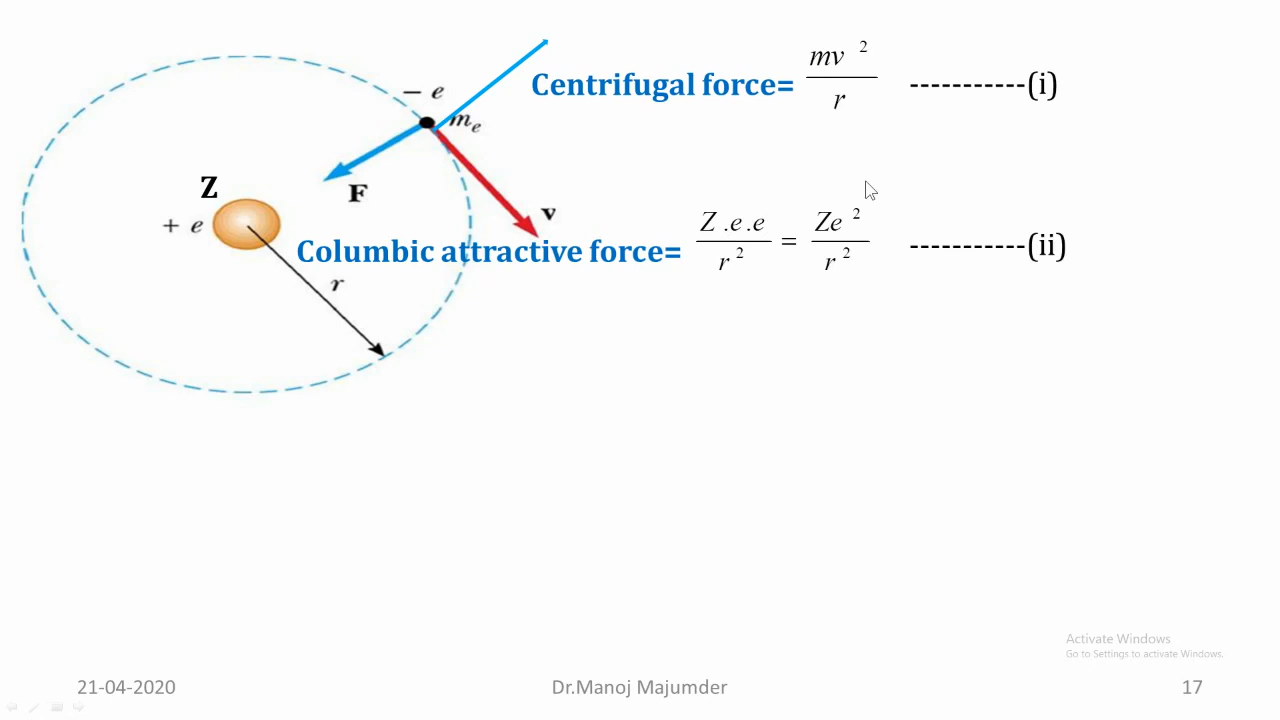 Centrifugal force= mv 2 / r -----------(i)
− e
me
Z
F
+ e
v
Columbic attractive force= Z .e .e / r 2 = Ze 2 / r 2 -----------(ii)
r
Activate Windows
Go to Settings to activate Windows.
21-04-2020 Dr.Manoj Majumder 17